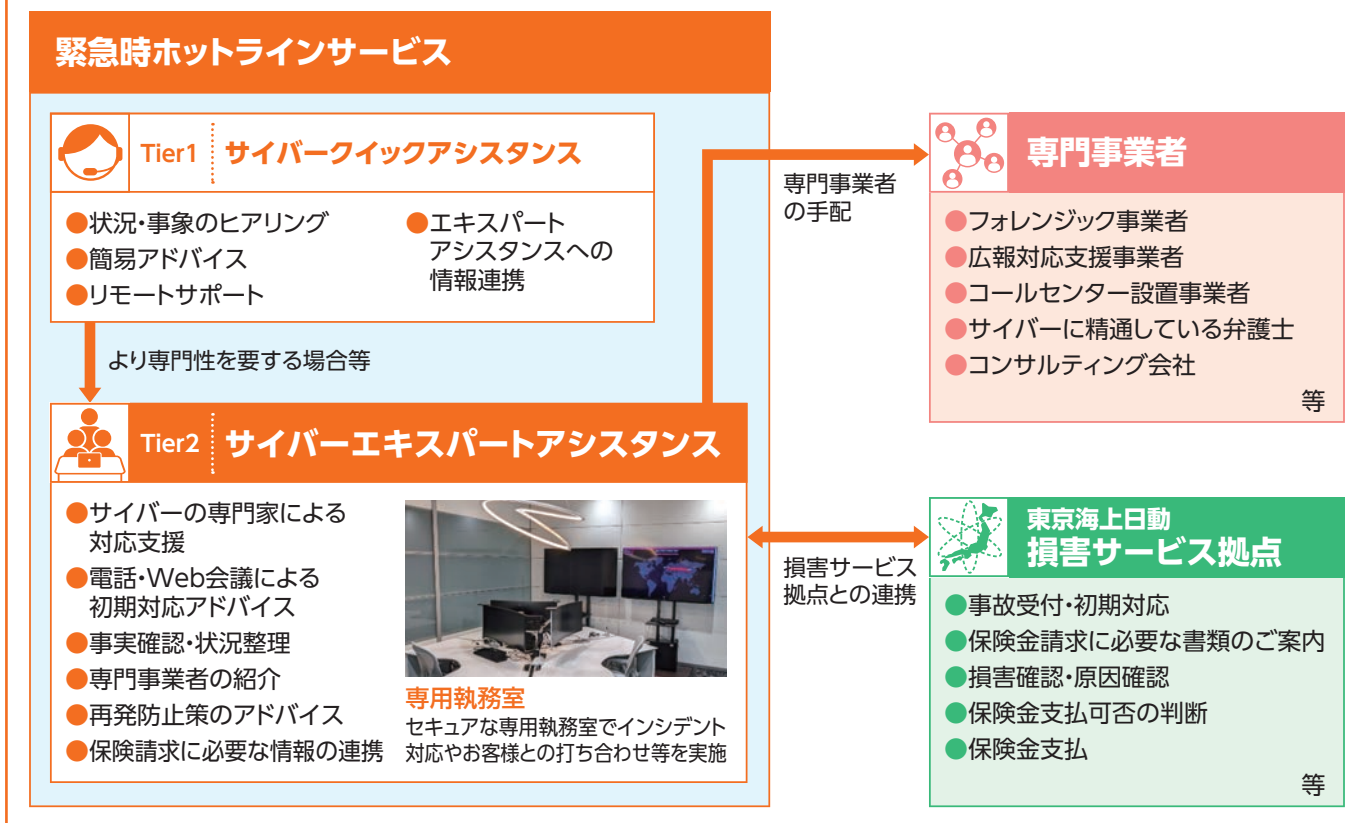 緊急時ホットラインサービス
Tier1 サイバークイックアシスタンス
●状況・事象のヒアリング
●簡易アドバイス
●リモートサポート
●エキスパート
アシスタンスへの
情報連携
より専門性を要する場合等
Tier2 サイバーエキスパートアシスタンス
●サイバーの専門家による
対応支援
●電話・Web会議による
初期対応アドバイス
●事実確認・状況整理
●専門事業者の紹介
●再発防止策のアドバイス
●保険請求に必要な情報の連携
専用執務室
セキュアな専用執務室でインシデント
対応やお客様との打ち合わせ等を実施
専門事業者
の手配
専門事業者
●フォレンジック事業者
●広報対応支援事業者
●コールセンター設置事業者
●サイバーに精通している弁護士
●コンサルティング会社
等
損害サービス
拠点との連携
東京海上日動
損害サービス拠点
●事故受付・初期対応
●保険金請求に必要な書類のご案内
●損害確認・原因確認
●保険金支払可否の判断
●保険金支払
等